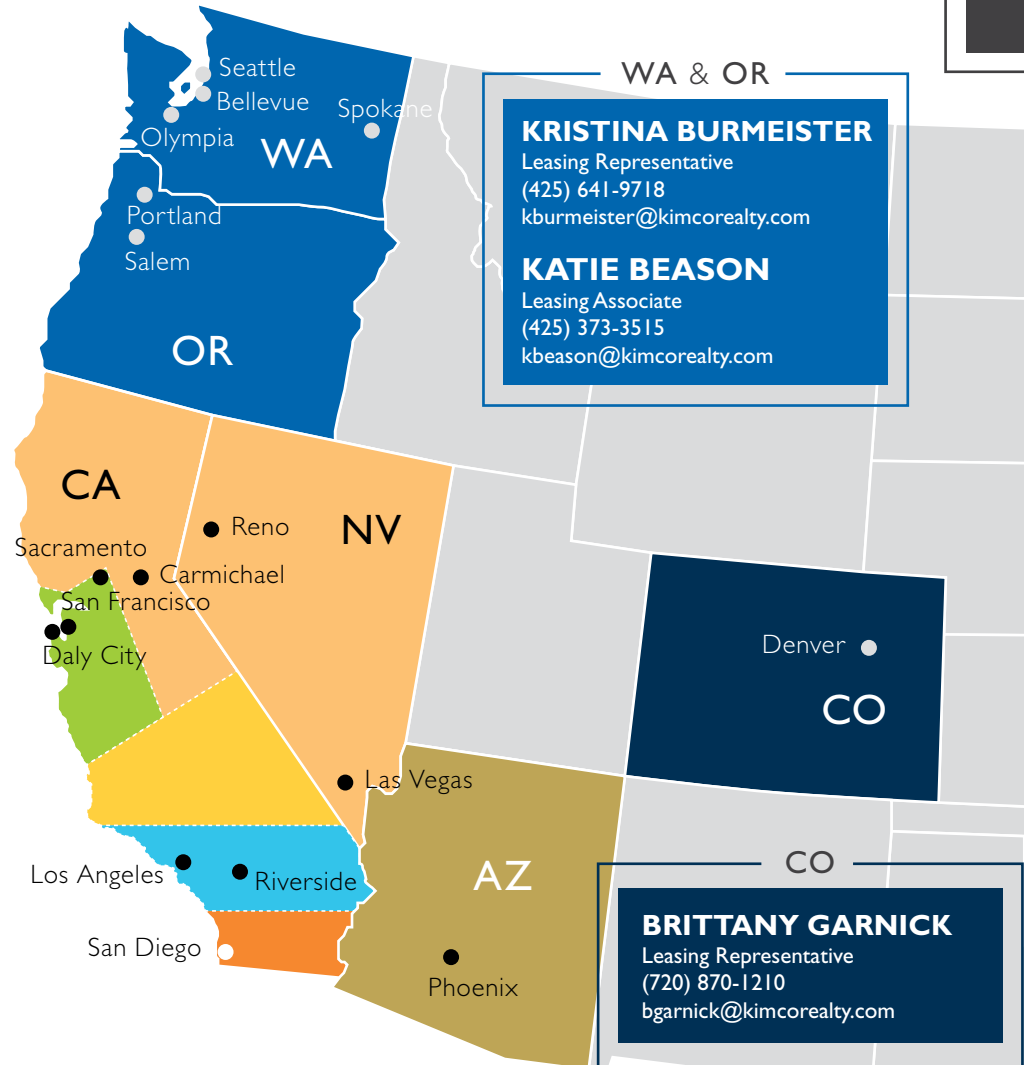 Seattle
Bellevue
Spokane
Olympia
WA
Portland
Salem
OR
WA & OR
KRISTINA BURMEISTER
Leasing Representative
(425) 641-9718
kburmeister@kimcorealty.com
KATIE BEASON
Leasing Associate
(425) 373-3515
kbeason@kimcorealty.com
CA
Reno
NV
Sacramento
Carmichael
San Francisco
Daly City
Denver
CO
Las Vegas
Los Angeles
Riverside
AZ
San Diego
Phoenix
CO
BRITTANY GARNICK
Leasing Representative
(720) 870-1210
bgarnick@kimcorealty.com